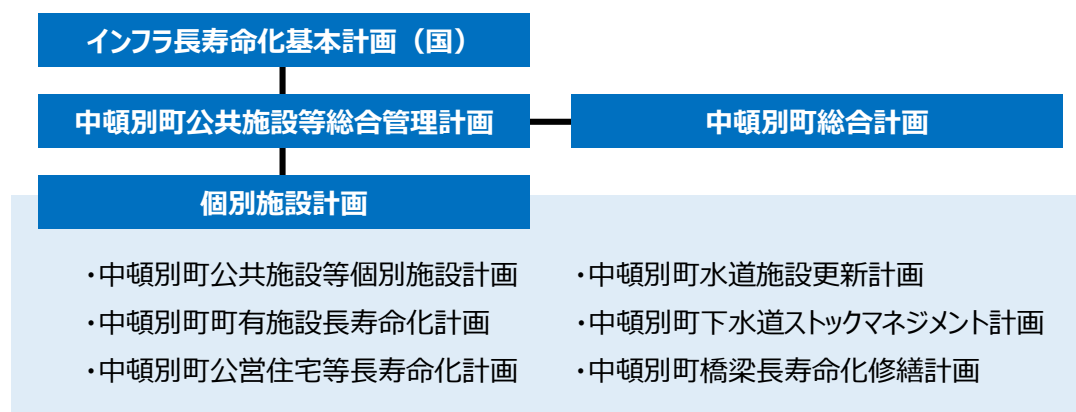 インフラ長寿命化基本計画（国）
中頓別町公共施設等総合管理計画
中頓別町総合計画
個別施設計画
・中頓別町公共施設等個別施設計画
・中頓別町町有施設長寿命化計画
・中頓別町公営住宅等長寿命化計画
・中頓別町水道施設更新計画
・中頓別町下水道ストックマネジメント計画
・中頓別町橋梁長寿命化修繕計画